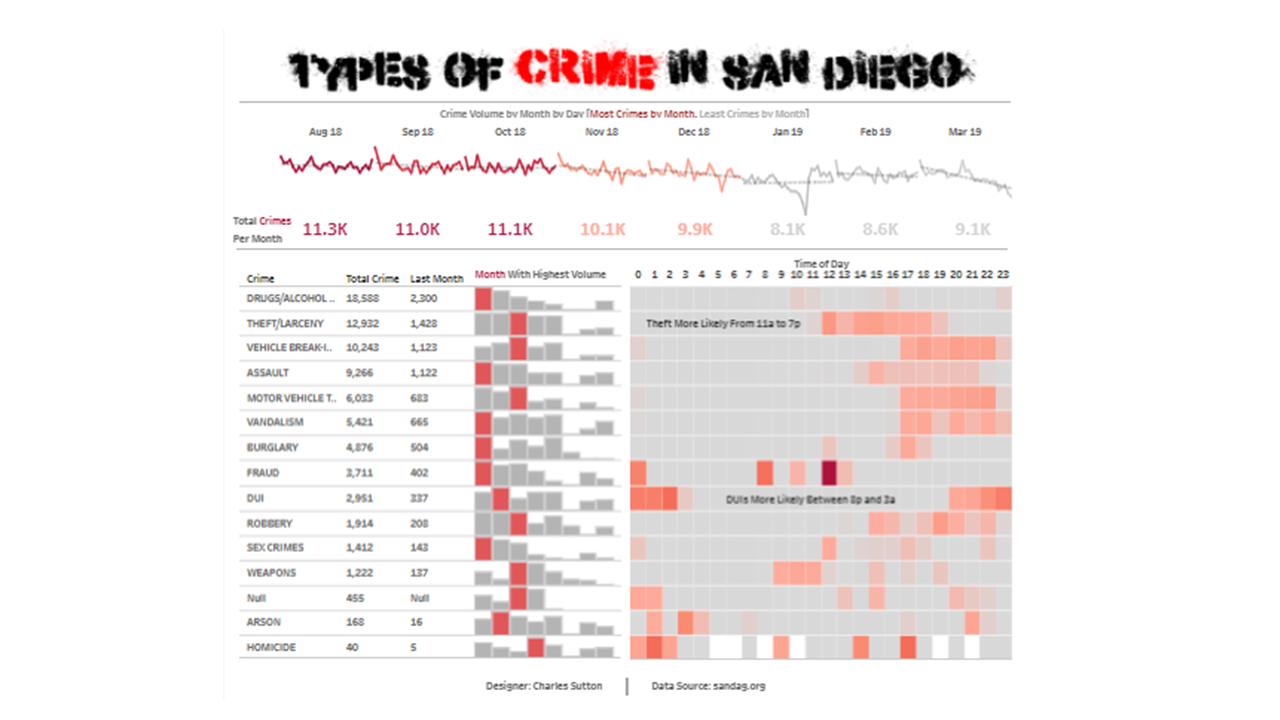 TYPES OF CRIME IN SAN DIEGO
Crime Volume by Month by Day [Most Crimes by Month, Least Crimes by Month]
Aug 18 Sep 18 Oct 18 Nov 18 Dec 18 Jan 19 Feb 19 Mar 19
Total Crimes
Per Month
11.3K 11.0K 11.1K 10.1K 9.9K 8.1K 8.6K 9.1K
Time of Day
Crime Total Crime Last Month Month With Highest Volume 0 1 2 3 4 5 6 7 8 9 10 11 12 13 14 15 16 17 18 19 20 21 22 23
DRUGS/ALCOHOL .. 18,588 2,300
THEFT/LARCENY 12,932 1,428 Theft More Likely From 11a to 7p
VEHICLE BREAK-I.. 10,243 1,123
ASSAULT 9,266 1,122
MOTOR VEHICLE T.. 6,033 683
VANDALISM 5,421 665
BURGLARY 4,876 504
FRAUD 3,711 402
DUI 2,951 337 DUIs More Likely Between 8p and 3a
ROBBERY 1,914 208
SEX CRIMES 1,412 143
WEAPONS 1,222 137
Null 455 Null
ARSON 168 16
HOMICIDE 40 5
Designer: Charles Sutton | Data Source: sandag.org